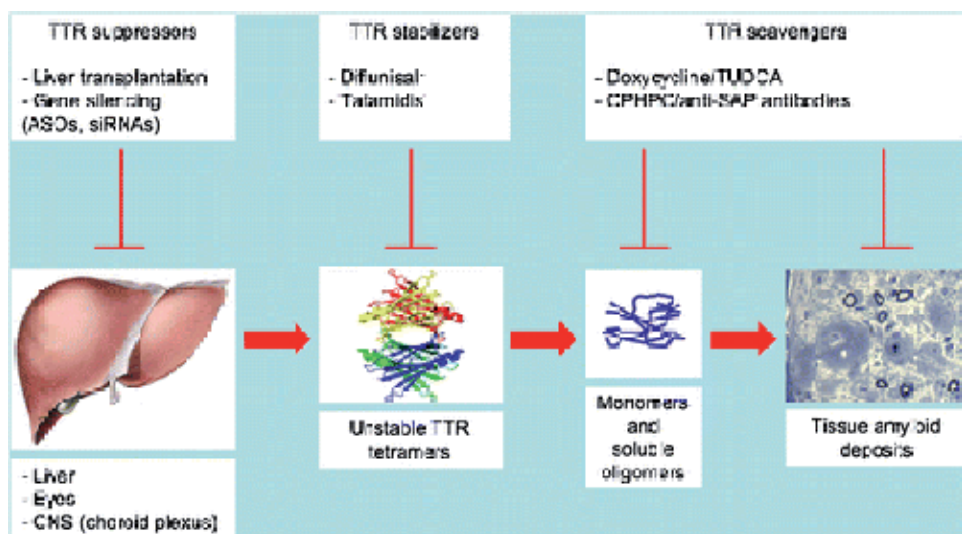 TTR suppressors
- Liver transplantation
- Gene silencing
(ASOs, siRNAs)
TTR stabilizers
- Difunisal
- Tafamidis
TTR scavengers
- Doxycycline/TUDCA
- CPHPC/anti-SAP antibodies
Unstable TTR
tetramers
Monomers
and
soluble
oligomers
Tissue amyloid
deposits
- Liver
- Eyes
- CNS (choroid plexus)